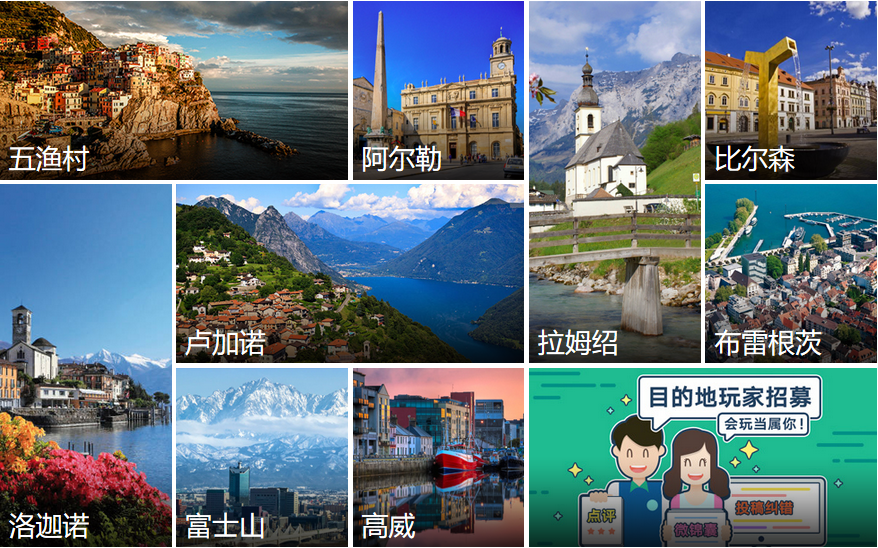 五渔村
阿尔勒
比尔森
卢加诺
拉姆绍
布雷根茨
洛迦诺
富士山
高威
目的地玩家招募
会玩当属你！
点评
微锦囊
投稿纠错